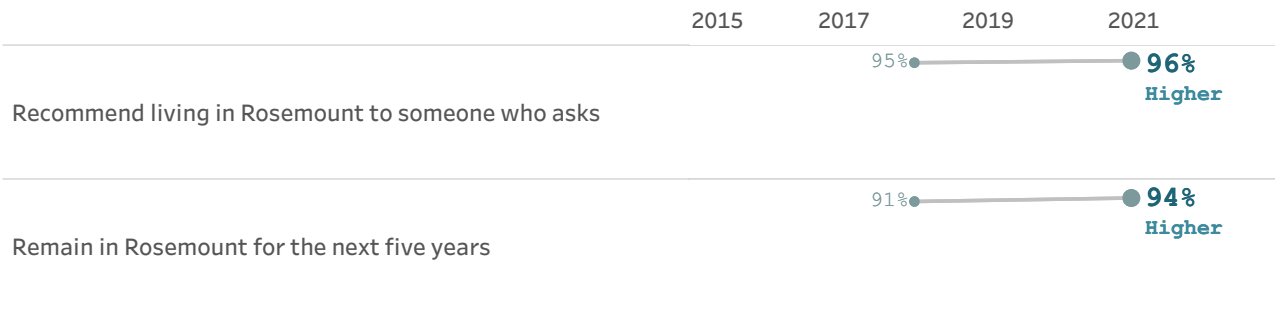 2015 2017 2019 2021
95% 96%
Higher
Recommend living in Rosemount to someone who asks
91% 94%
Higher
Remain in Rosemount for the next five years